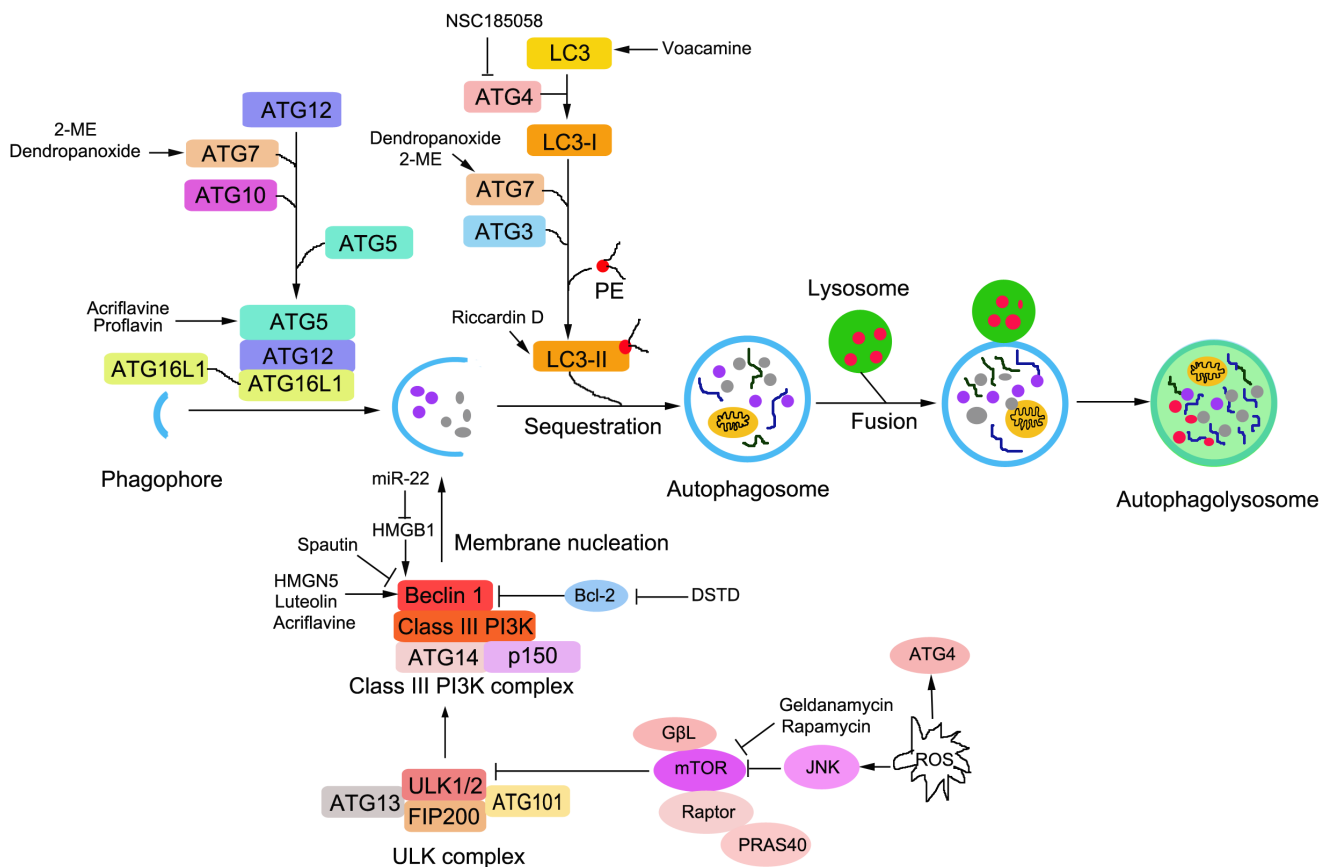 NSC185058
LC3
Voacamine
ATG4
ATG12
2-ME
Dendropanoxide
ATG7
ATG10
LC3-I
Dendropanoxide
2-ME
ATG7
ATG3
ATG5
PE
Lysosome
Acriflavine
Proflavin
ATG5
Riccardin D
ATG12
LC3-II
ATG16L1
ATG16L1
Sequestration
Fusion
Phagophore
Autophagosome
Autophagolysosome
miR-22
HMGB1
Membrane nucleation
Spautin
HMGN5
Luteolin
Acriflavine
Beclin 1
Bcl-2
DSTD
Class III PI3K
ATG14
p150
Class III PI3K complex
ATG4
Geldanamycin
Rapamycin
GβL
mTOR
JNK
ROS
ULK1/2
ATG13
ATG101
FIP200
Raptor
PRAS40
ULK complex